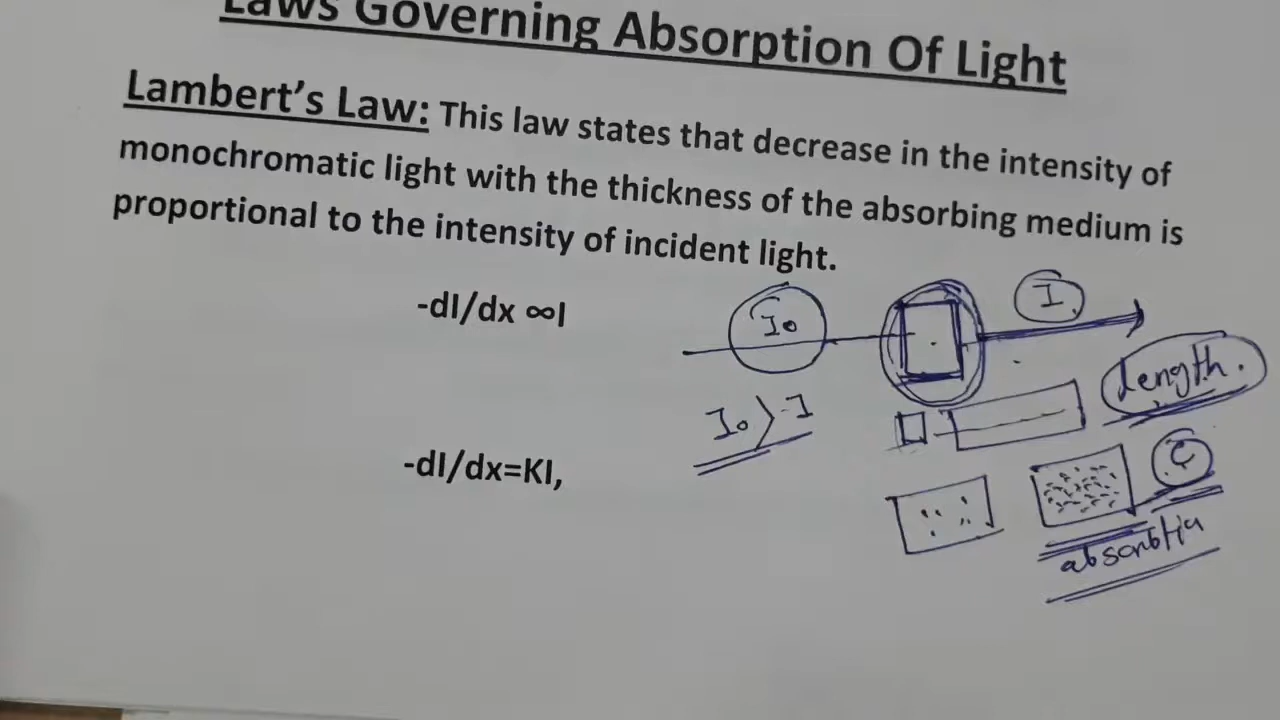 Laws Governing Absorption Of Light
Lambert's Law: This law states that decrease in the intensity of
monochromatic light with the thickness of the absorbing medium is
proportional to the intensity of incident light.
-dI/dx ∞I
I₀
I
length.
I₀ > I
-dI/dx=KI,
C
absorbtin